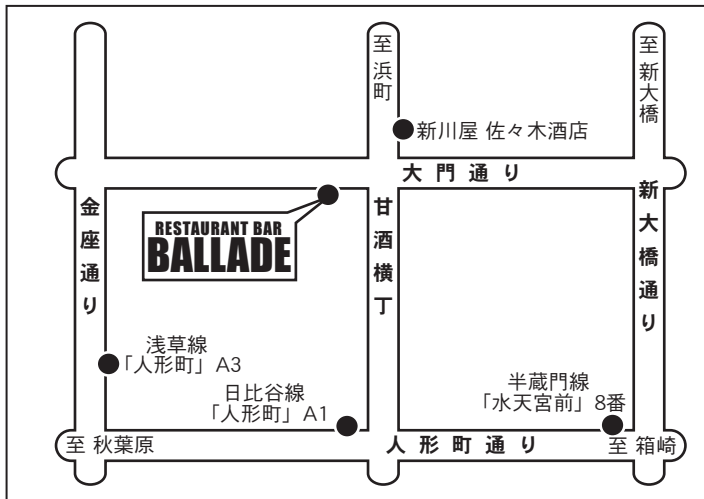 至浜町
至新大橋
新川屋 佐々木酒店
大門通り
金座通り
RESTAURANT BAR
BALLADE
甘酒横丁
新大橋通り
浅草線
「人形町」A3
日比谷線
「人形町」A1
半蔵門線
「水天宮前」8番
至 秋葉原
人形町通り
至 箱崎